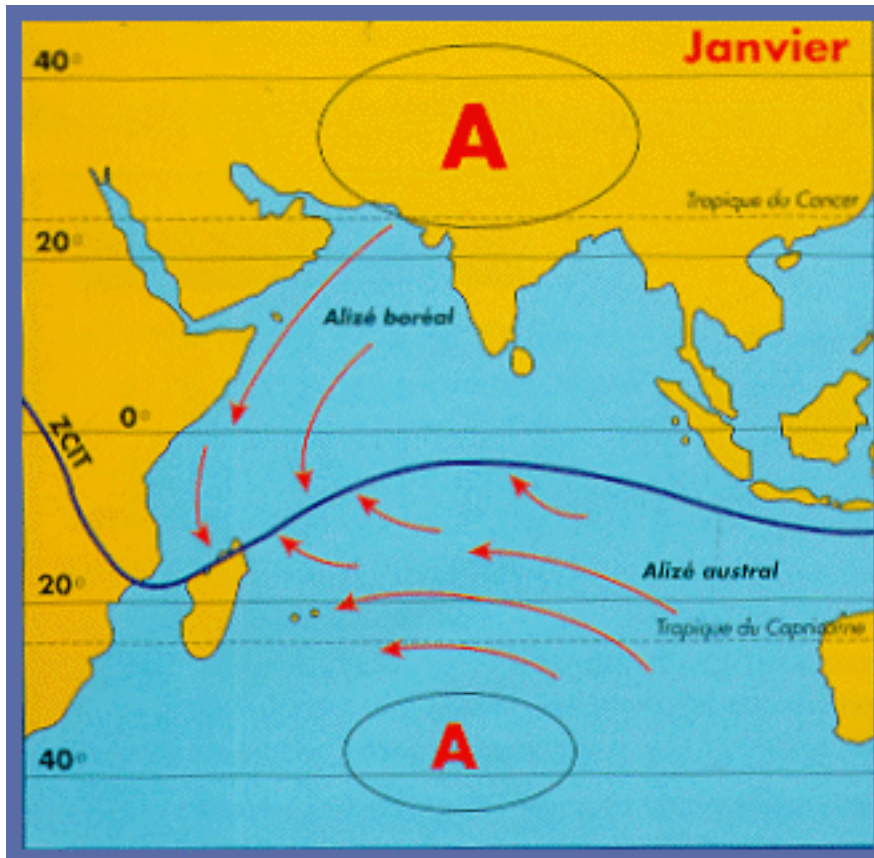 Janvier
40°
A
Tropique du Cancer
20°
Alizé boréal
0°
ZCIT
20°
Alizé austral
Tropique du Capricorne
A
40°